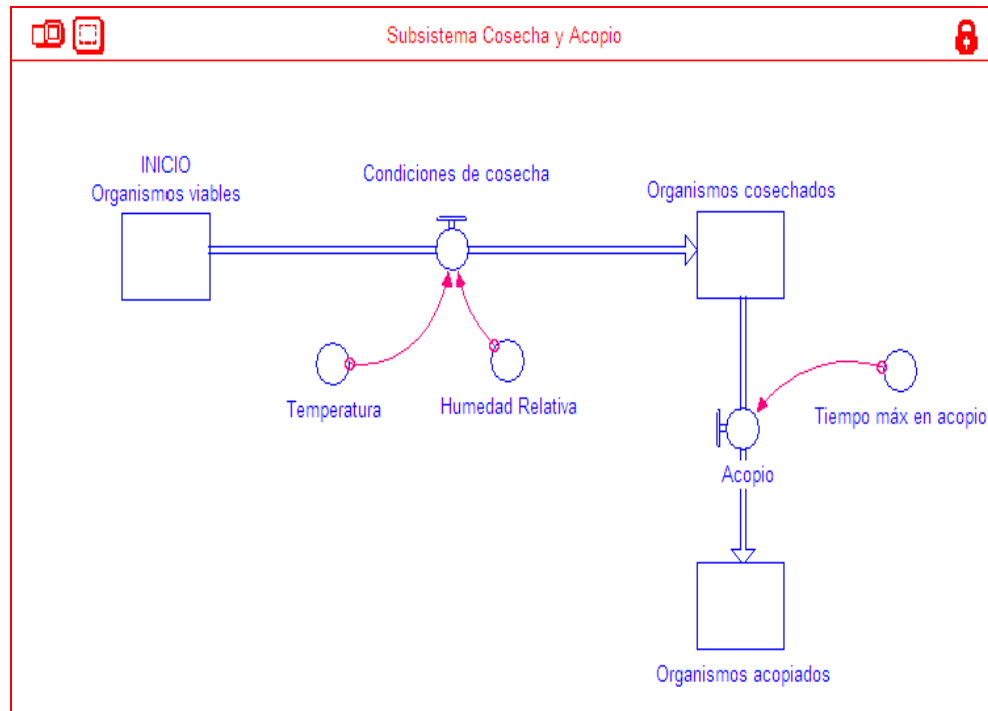 Subsistema Cosecha y Acopio
INICIO
Organismos viables
Condiciones de cosecha
Organismos cosechados
Temperatura
Humedad Relativa
Tiempo máx en acopio
Acopio
Organismos acopiados